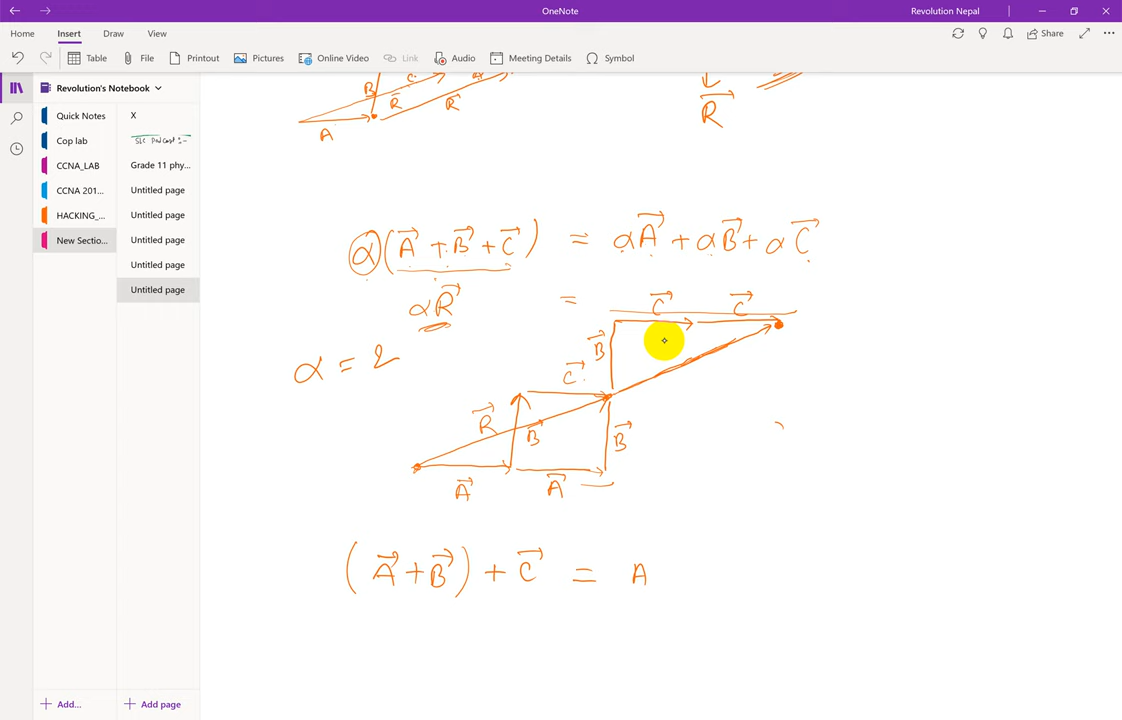 OneNote
Revolution Nepal
Home Insert Draw View
Share
Table File Printout Pictures Online Video Link Audio Meeting Details Symbol
Revolution's Notebook
Quick Notes
Cop lab
CCNA_LAB
CCNA 201...
HACKING_...
New Sectio...
X
Grade 11 phy...
Untitled page
Untitled page
Untitled page
Untitled page
Untitled page
B C
R R
A
R
α(A + B + C) = αA + αB + αC
αR =
C C
B
α = 2
C
R B B
A A
(A + B) + C = A
Add... Add page